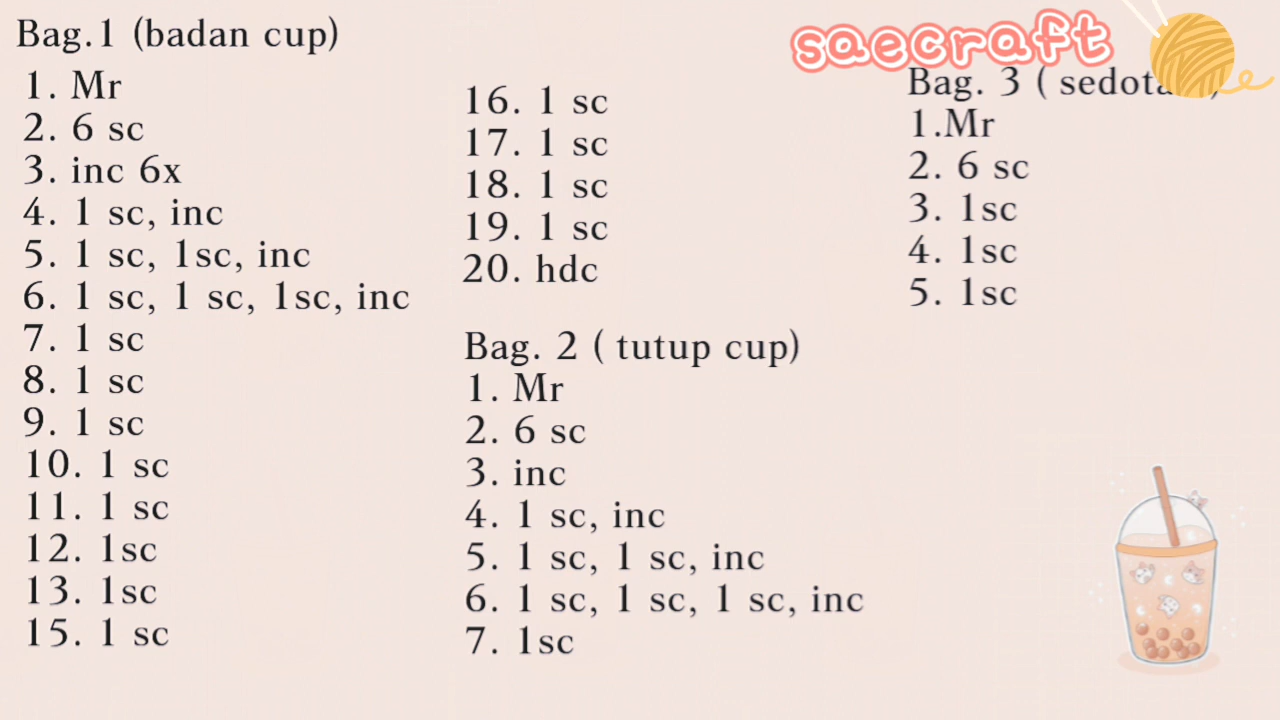 Bag.1 (badan cup)
1. Mr
2. 6 sc
3. inc 6x
4. 1 sc, inc
5. 1 sc, 1sc, inc
6. 1 sc, 1 sc, 1sc, inc
7. 1 sc
8. 1 sc
9. 1 sc
10. 1 sc
11. 1 sc
12. 1sc
13. 1sc
15. 1 sc
16. 1 sc
17. 1 sc
18. 1 sc
19. 1 sc
20. hdc
Bag. 2 ( tutup cup)
1. Mr
2. 6 sc
3. inc
4. 1 sc, inc
5. 1 sc, 1 sc, inc
6. 1 sc, 1 sc, 1 sc, inc
7. 1sc
saecraft
Bag. 3 (
1.Mr
2. 6 sc
3. 1sc
4. 1sc
5. 1sc